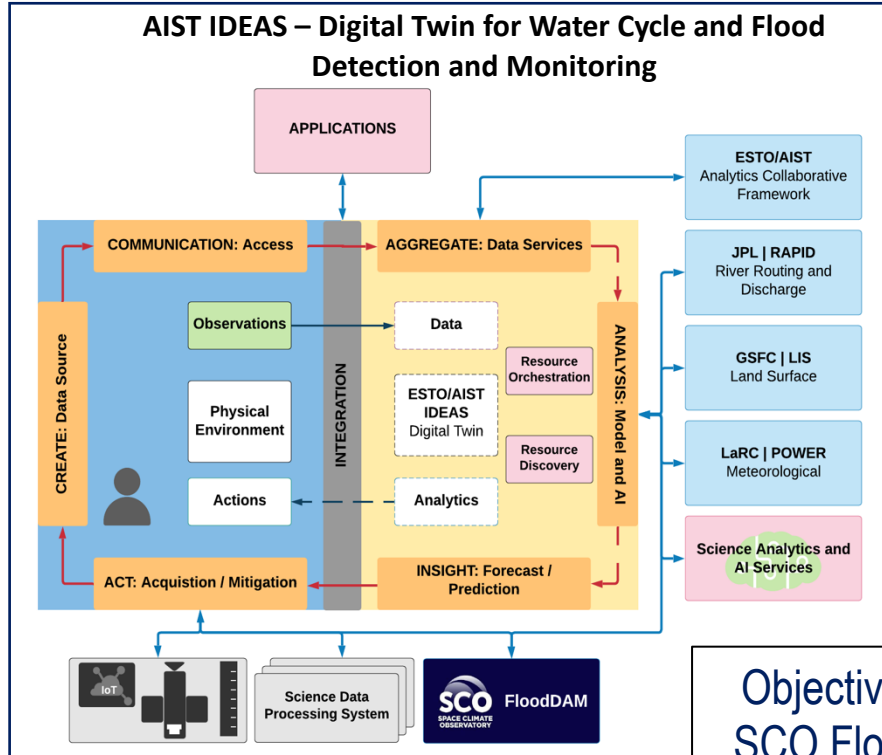 AIST IDEAS – Digital Twin for Water Cycle and Flood
Detection and Monitoring
APPLICATIONS
ESTO/AIST
Analytics Collaborative
Framework
COMMUNICATION: Access
AGGREGATE: Data Services
JPL | RAPID
River Routing and
Discharge
CREATE: Data Source
Observations
Data
INTEGRATION
Resource
Orchestration
ANALYSIS: Model and AI
GSFC | LIS
Land Surface
Physical
Environment
ESTO/AIST
IDEAS
Digital Twin
Resource
Discovery
LaRC | POWER
Meteorological
Actions
Analytics
Science Analytics and
AI Services
ACT: Acquistion / Mitigation
INSIGHT: Forecast /
Prediction
IoT
Science Data
Processing System
SCO
SPACE CLIMATE
OBSERVATORY
FloodDAM
Objectiv
SCO Flo